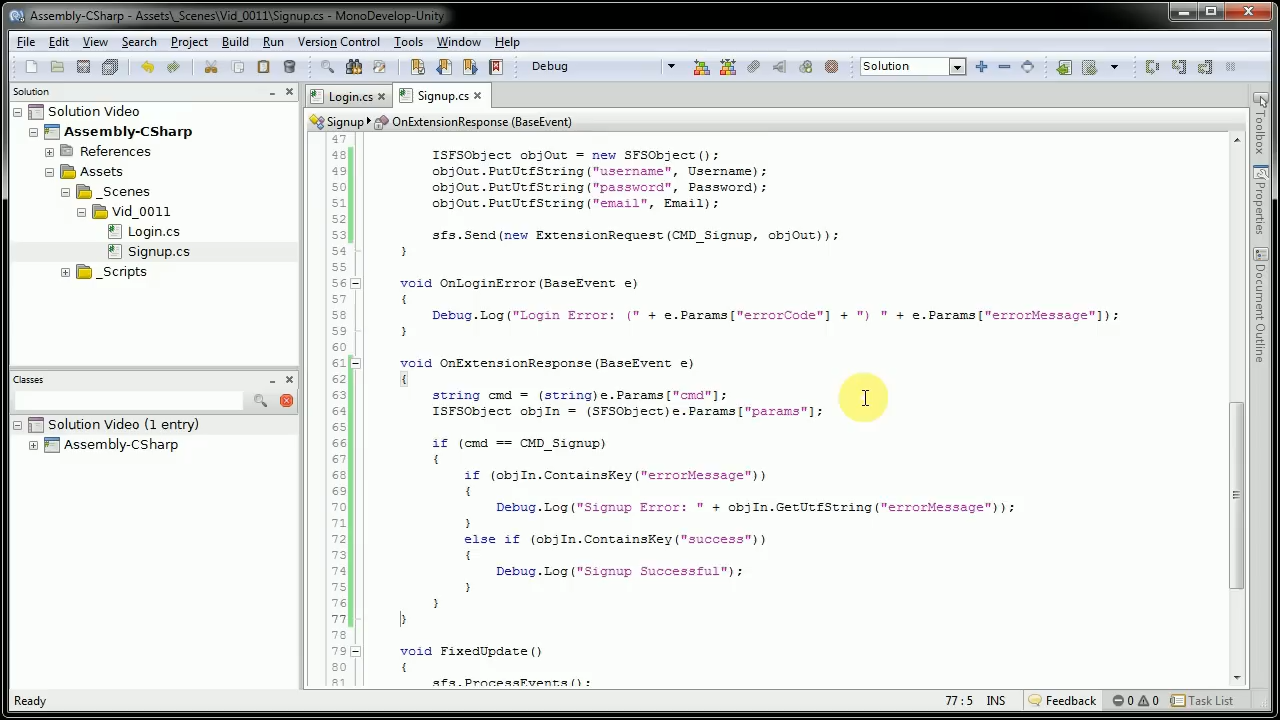 Assembly-CSharp - Assets\_Scenes\Vid_0011\Signup.cs - MonoDevelop-Unity
File Edit View Search Project Build Run Version Control Tools Window Help
Debug Solution
Solution
Solution Video
Assembly-CSharp
References
Assets
_Scenes
Vid_0011
Login.cs
Signup.cs
_Scripts
Classes
Solution Video (1 entry)
Assembly-CSharp
Login.cs Signup.cs
Signup OnExtensionResponse (BaseEvent)
47
48 ISFSObject objOut = new SFSObject();
49 objOut.PutUtfString("username", Username);
50 objOut.PutUtfString("password", Password);
51 objOut.PutUtfString("email", Email);
52
53 sfs.Send(new ExtensionRequest(CMD_Signup, objOut));
54 }
55
56 void OnLoginError(BaseEvent e)
57 {
58 Debug.Log("Login Error: (" + e.Params["errorCode"] + ") " + e.Params["errorMessage"]);
59 }
60
61 void OnExtensionResponse(BaseEvent e)
62 {
63 string cmd = (string)e.Params["cmd"];
64 ISFSObject objIn = (SFSObject)e.Params["params"];
65
66 if (cmd == CMD_Signup)
67 {
68 if (objIn.ContainsKey("errorMessage"))
69 {
70 Debug.Log("Signup Error: " + objIn.GetUtfString("errorMessage"));
71 }
72 else if (objIn.ContainsKey("success"))
73 {
74 Debug.Log("Signup Successful");
75 }
76 }
77 }
78
79 void FixedUpdate()
80 {
81 sfs.ProcessEvents();
Toolbox
Properties
Document Outline
Ready 77 : 5 INS Feedback 0 0 Task List